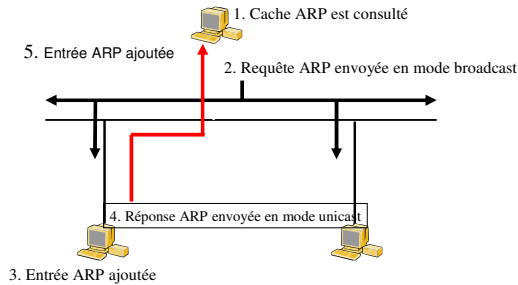 1. Cache ARP est consulté
5. Entrée ARP ajoutée
2. Requête ARP envoyée en mode broadcast
4. Réponse ARP envoyée en mode unicast
3. Entrée ARP ajoutée